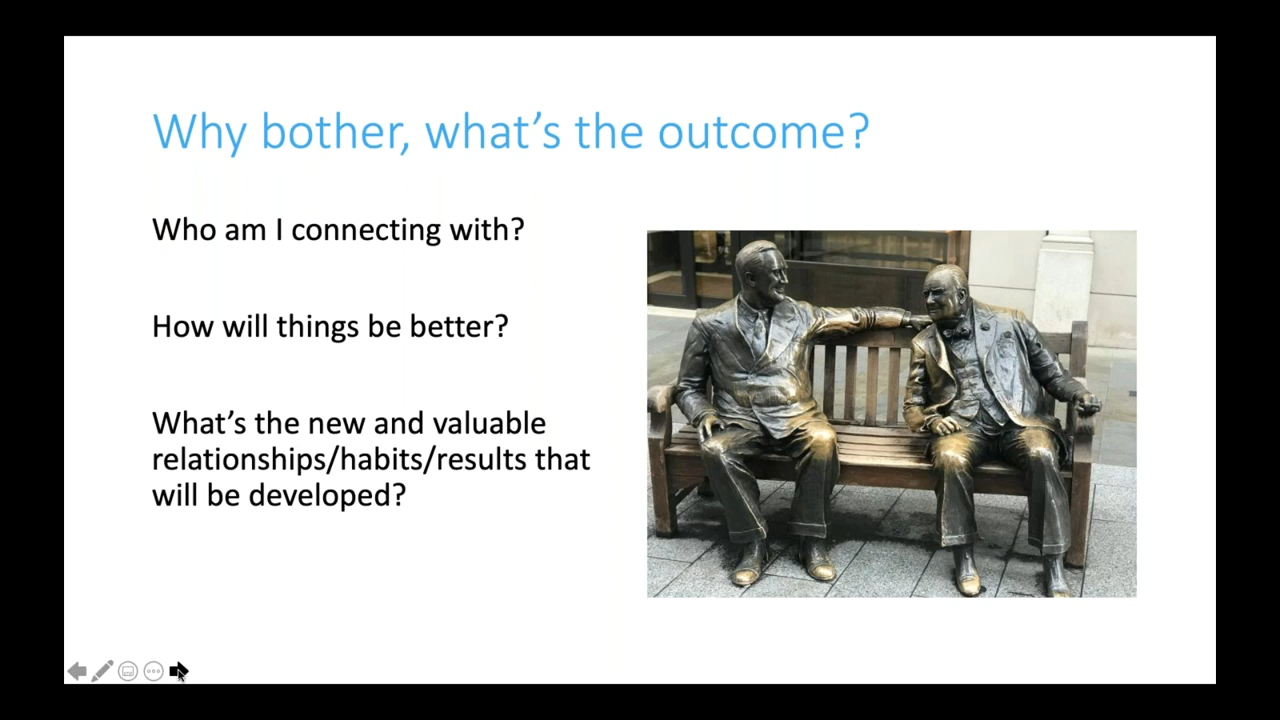 Why bother, what’s the outcome?
Who am I connecting with?
How will things be better?
What’s the new and valuable
relationships/habits/results that
will be developed?